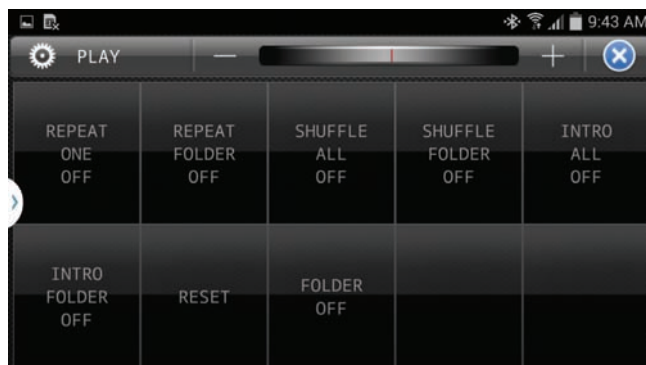 9:43 AM
PLAY
REPEAT
ONE
OFF
REPEAT
FOLDER
OFF
SHUFFLE
ALL
OFF
SHUFFLE
FOLDER
OFF
INTRO
ALL
OFF
INTRO
FOLDER
OFF
RESET
FOLDER
OFF